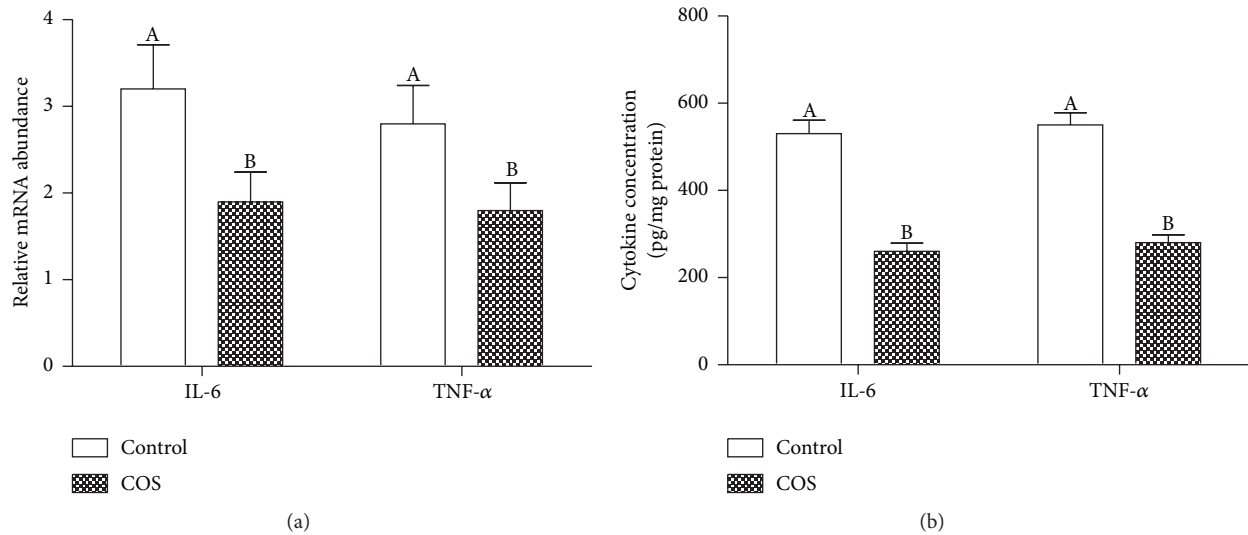 Relative mRNA abundance
4
3
2
1
0
A
B
A
B
IL-6
TNF-α
Control
COS
(a)
Cytokine concentration
(pg/mg protein)
800
600
400
200
0
A
B
A
B
IL-6
TNF-α
Control
COS
(b)